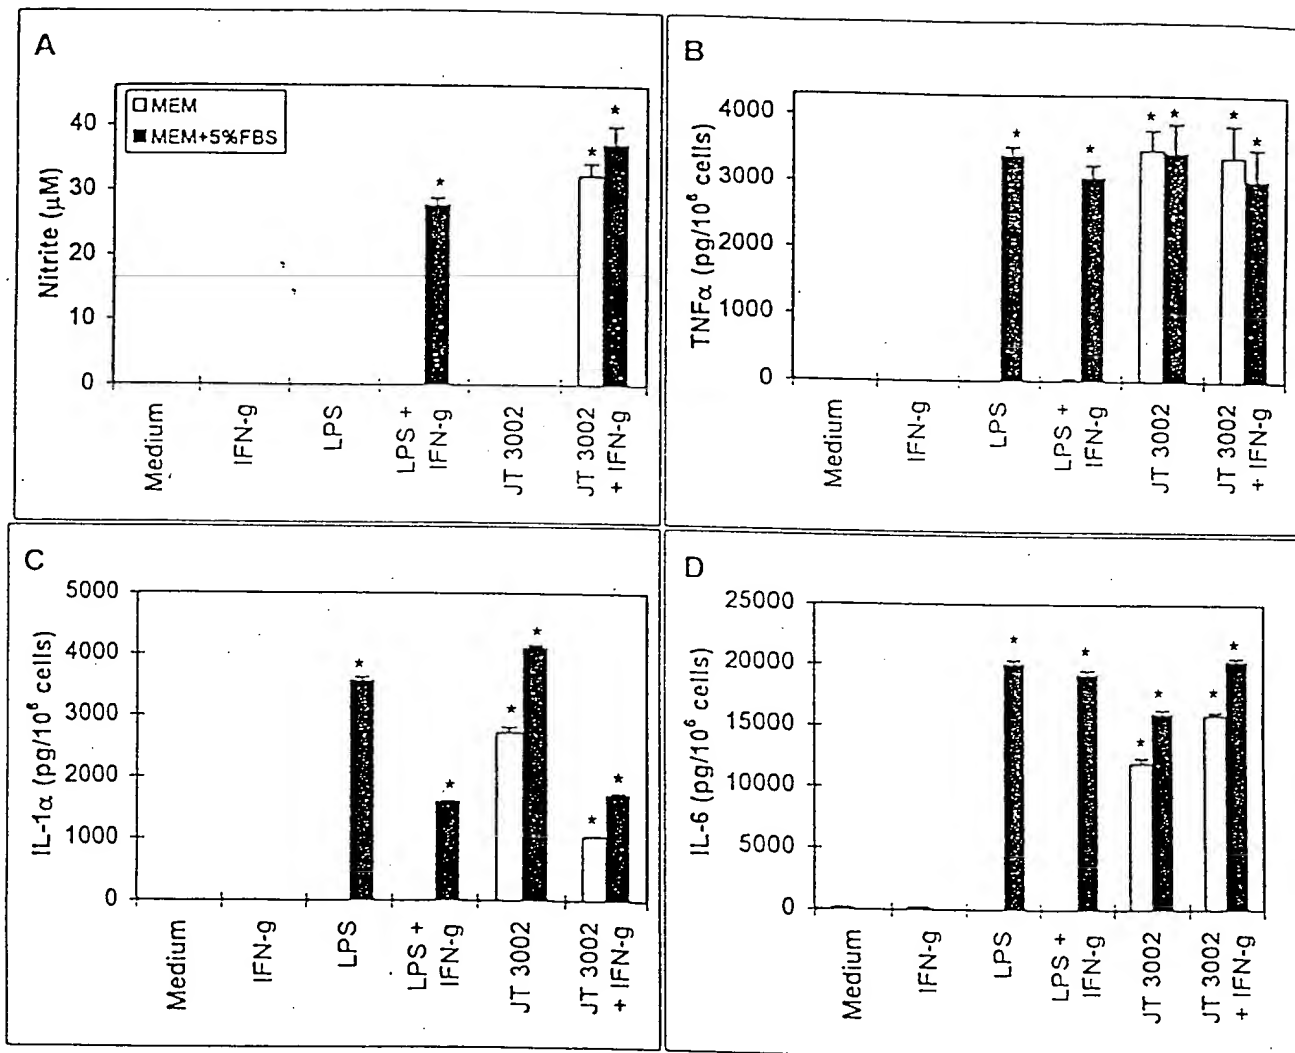 A
MEM
MEM+5%FBS
Nitrite (µM)
40
30
20
10
0
Medium
IFN-g
LPS
LPS +
IFN-g
JT 3002
JT 3002
+ IFN-g
* * *
B
TNFα (pg/10⁶ cells)
4000
3000
2000
1000
0
Medium
IFN-g
LPS
LPS +
IFN-g
JT 3002
JT 3002
+ IFN-g
* * * * * *
C
IL-1α (pg/10⁶ cells)
5000
4000
3000
2000
1000
0
Medium
IFN-g
LPS
LPS +
IFN-g
JT 3002
JT 3002
+ IFN-g
* * * * * *
D
IL-6 (pg/10⁶ cells)
25000
20000
15000
10000
5000
0
Medium
IFN-g
LPS
LPS +
IFN-g
JT 3002
JT 3002
+ IFN-g
* * * * * *